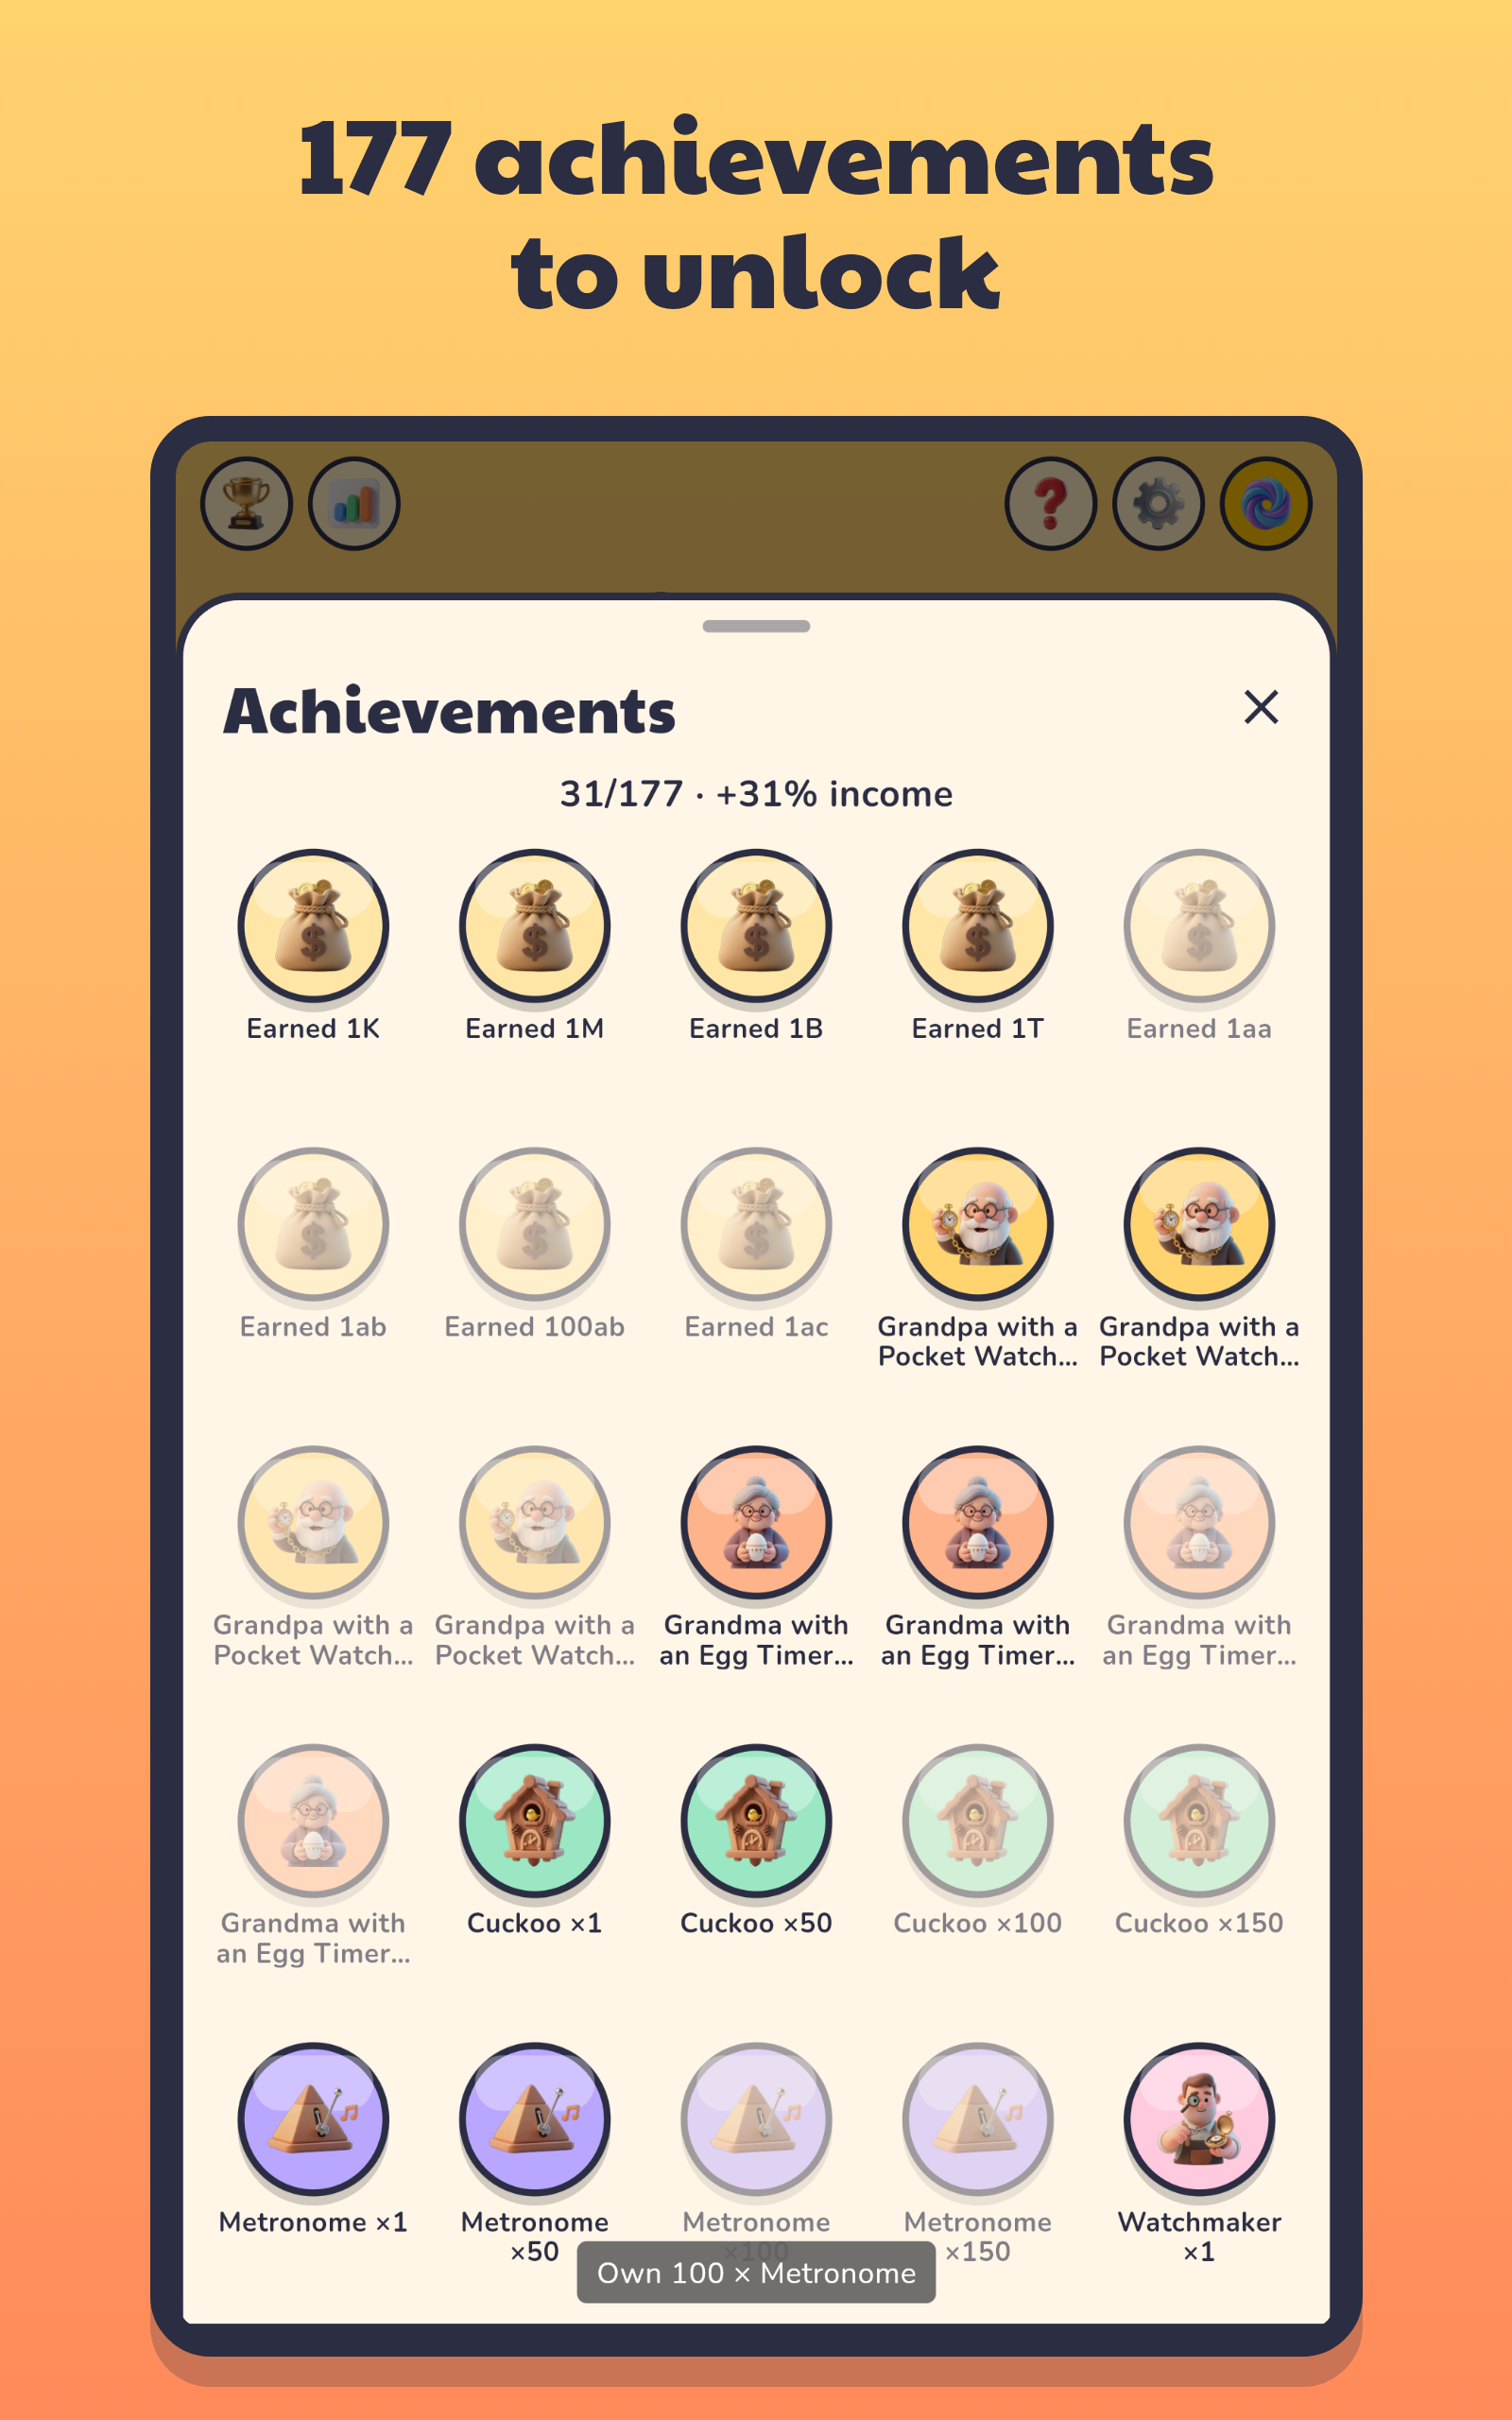 177 achievements
to unlock
Achievements
31/177 · +31% income
Earned 1K
Earned 1M
Earned 1B
Earned 1T
Earned 1aa
Earned 1ab
Earned 100ab
Earned 1ac
Grandpa with a
Pocket Watch...
Grandpa with a
Pocket Watch...
Grandpa with a
Pocket Watch...
Grandpa with a
Pocket Watch...
Grandma with
an Egg Timer...
Grandma with
an Egg Timer...
Grandma with
an Egg Timer...
Grandma with
an Egg Timer...
Cuckoo ×1
Cuckoo ×50
Cuckoo ×100
Cuckoo ×150
Metronome ×1
Metronome
×50
Metronome
×100
Metronome
×150
Watchmaker
×1
Own 100 × Metronome